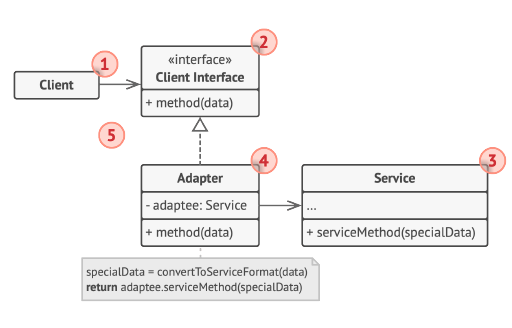 1
Client
2
«interface»
Client Interface
+ method(data)
5
4
Adapter
- adaptee: Service
+ method(data)
3
Service
...
+ serviceMethod(specialData)
specialData = convertToServiceFormat(data)
return adaptee.serviceMethod(specialData)